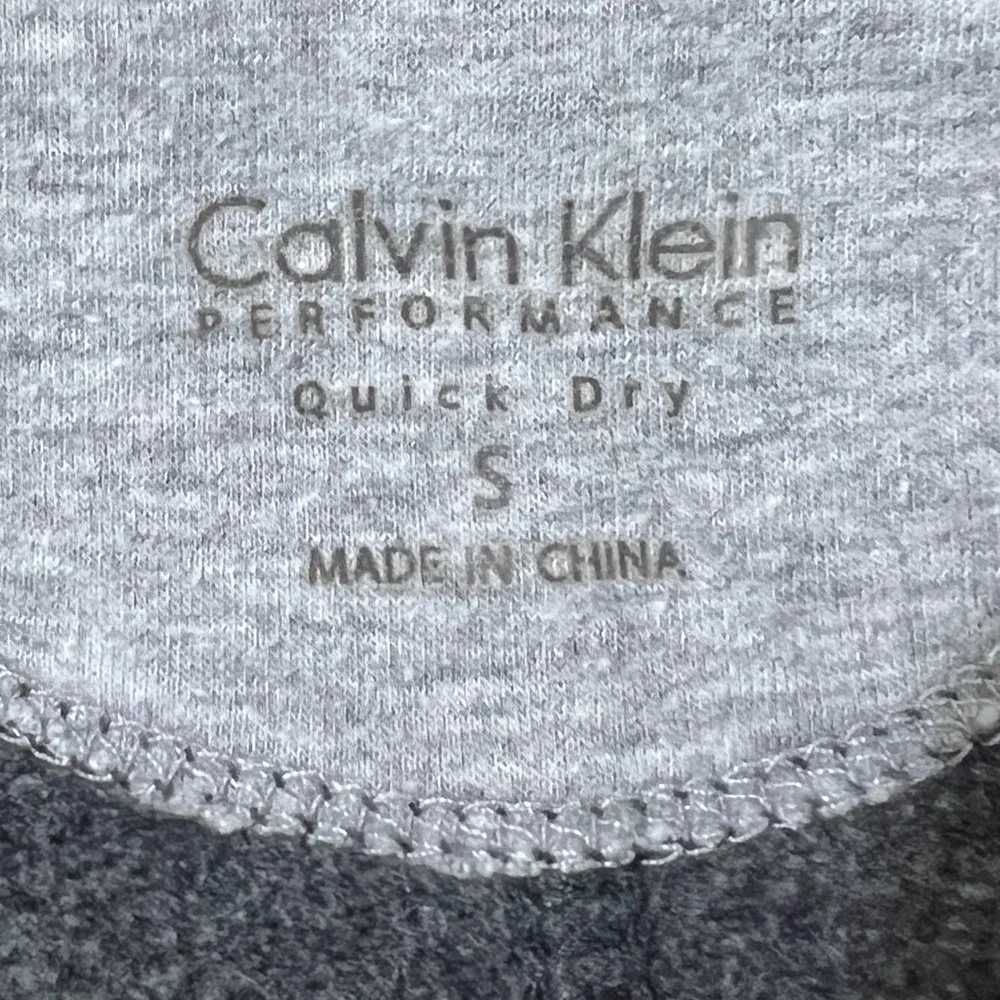 Calvin Klein
PERFORMANCE
Quick Dry
S
MADE IN CHINA